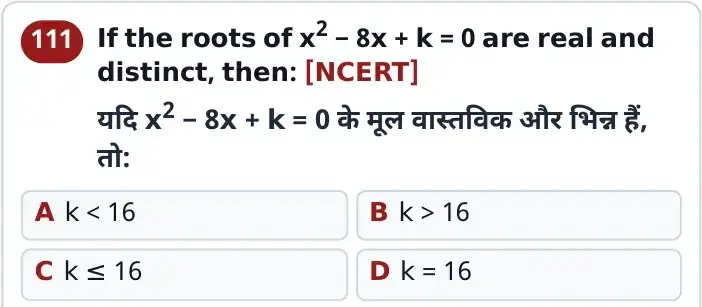 111 If the roots of x² – 8x + k = 0 are real and
distinct, then: [NCERT]
यदि x² – 8x + k = 0 के मूल वास्तविक और भिन्न हैं,
तो:
A k < 16
B k > 16
C k ≤ 16
D k = 16